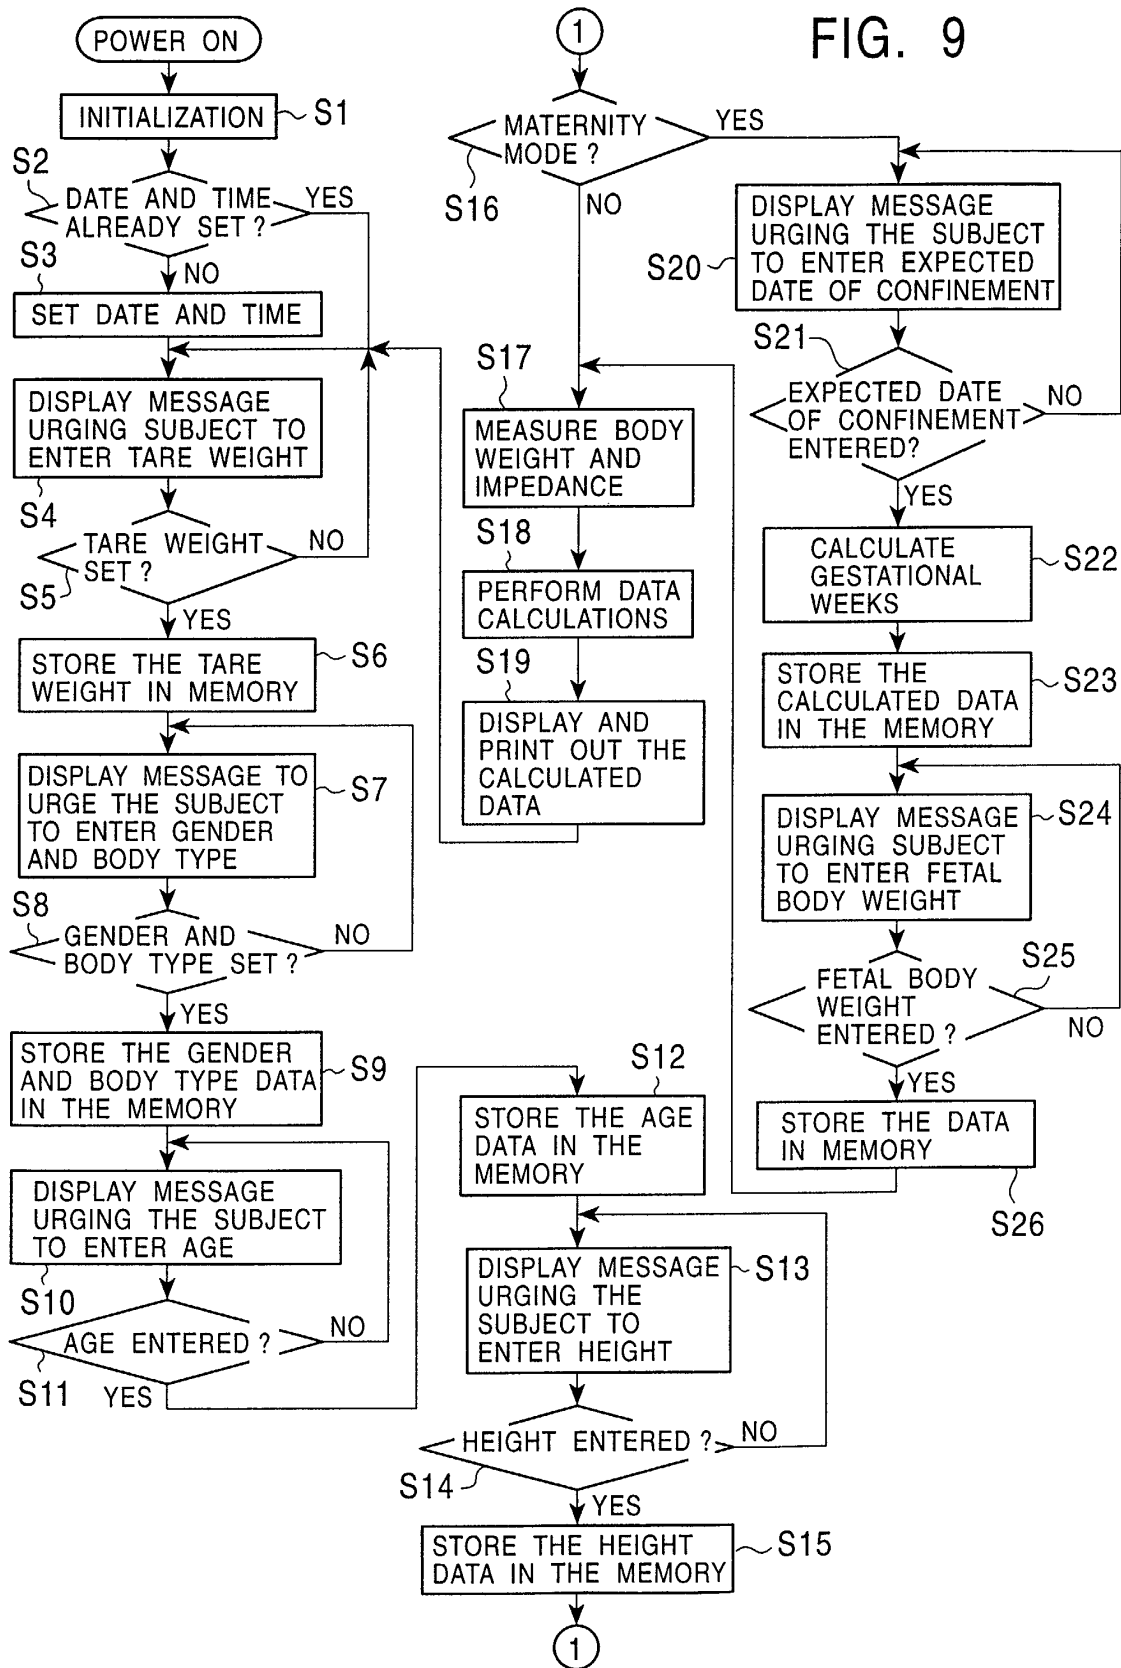 FIG. 9
POWER ON
INITIALIZATION
S1
S2
DATE AND TIME
ALREADY SET ?
YES
NO
S3
SET DATE AND TIME
DISPLAY MESSAGE
URGING SUBJECT TO
ENTER TARE WEIGHT
S4
TARE WEIGHT
SET ?
NO
S5
YES
STORE THE TARE
WEIGHT IN MEMORY
S6
DISPLAY MESSAGE TO
URGE THE SUBJECT
TO ENTER GENDER
AND BODY TYPE
S7
S8
GENDER AND
BODY TYPE SET ?
NO
YES
STORE THE GENDER
AND BODY TYPE DATA
IN THE MEMORY
S9
DISPLAY MESSAGE
URGING THE SUBJECT
TO ENTER AGE
S10
AGE ENTERED ?
NO
S11
YES
S12
STORE THE AGE
DATA IN THE
MEMORY
DISPLAY MESSAGE
URGING THE
SUBJECT TO
ENTER HEIGHT
S13
HEIGHT ENTERED ?
NO
S14
YES
STORE THE HEIGHT
DATA IN THE MEMORY
S15
1
1
MATERNITY
MODE ?
YES
S16
NO
S17
MEASURE BODY
WEIGHT AND
IMPEDANCE
S18
PERFORM DATA
CALCULATIONS
S19
DISPLAY AND
PRINT OUT THE
CALCULATED
DATA
DISPLAY MESSAGE
URGING THE SUBJECT
TO ENTER EXPECTED
DATE OF CONFINEMENT
S20
S21
EXPECTED DATE
OF CONFINEMENT
ENTERED?
NO
YES
CALCULATE
GESTATIONAL
WEEKS
S22
STORE THE
CALCULATED DATA
IN THE MEMORY
S23
DISPLAY MESSAGE
URGING SUBJECT
TO ENTER FETAL
BODY WEIGHT
S24
FETAL BODY
WEIGHT
ENTERED ?
S25
NO
YES
STORE THE DATA
IN MEMORY
S26